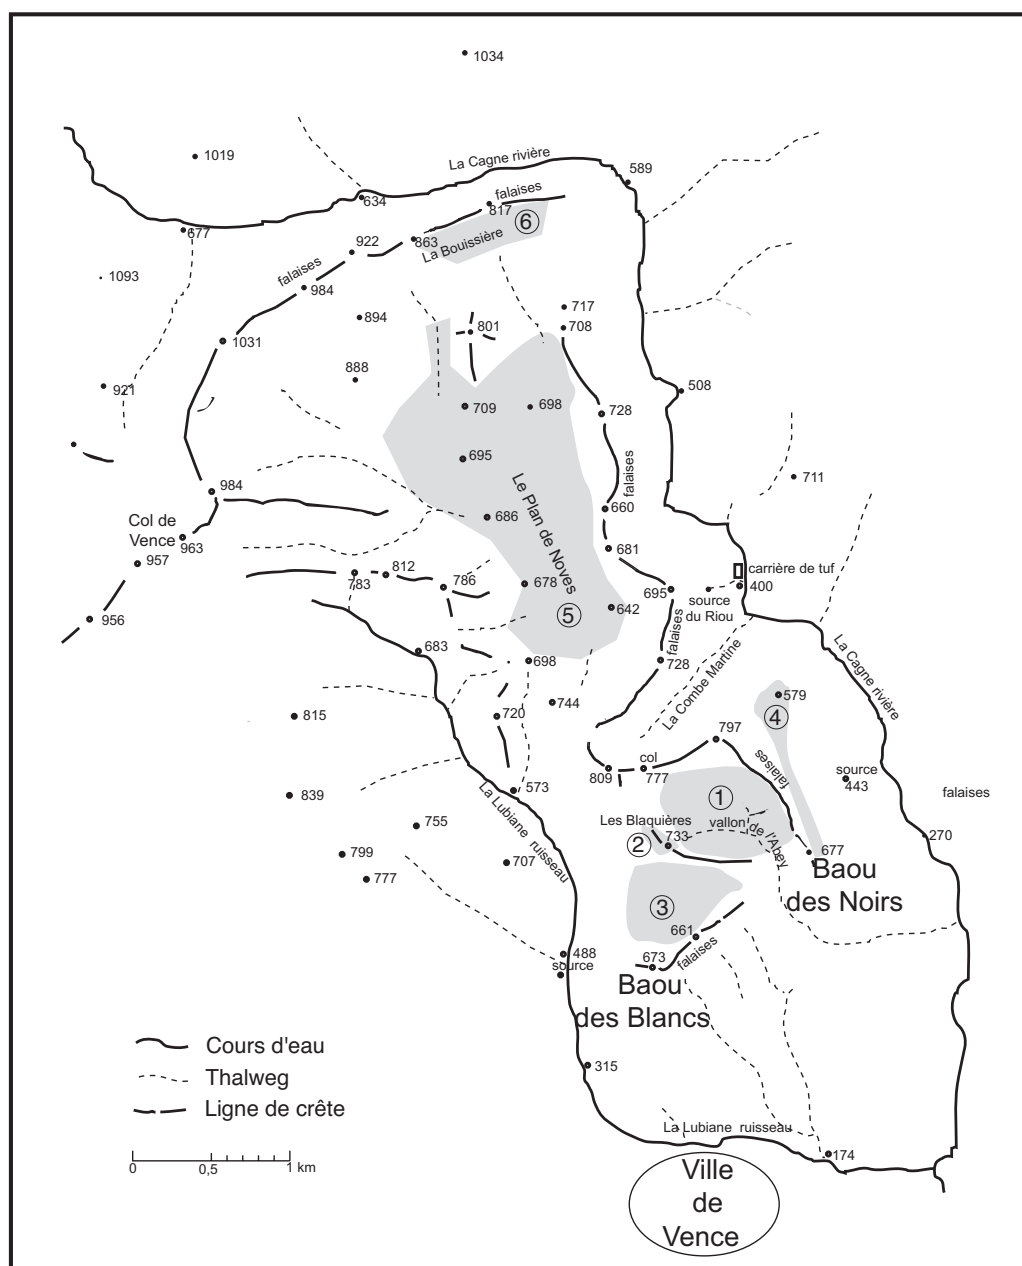 1034
La Cagne rivière
1019
589
falaises
634
817
6
677
922
863
La Bouissière
falaises
1093
984
717
894
801
708
1031
888
921
709
698
728
695
falaises
711
508
984
Le Plan de Noves
686
660
Col de
Vence
963
681
957
812
carrière de tuf
783
786
678
695
400
source
du Riou
642
5
956
falaises
683
698
728
La Combe Martine
La Cagne rivière
579
744
4
815
720
797
col
809
777
falaises
source
443
573
839
La Lubiane ruisseau
1
falaises
755
Les Blaquières
vallon
de l'Abey
733
2
270
799
707
677
777
Baou
des Noirs
3
661
488
source
673
falaises
Baou
des Blancs
Cours d'eau
315
Thalweg
Ligne de crête
La Lubiane ruisseau
0
0,5
1 km
174
Ville
de
Vence